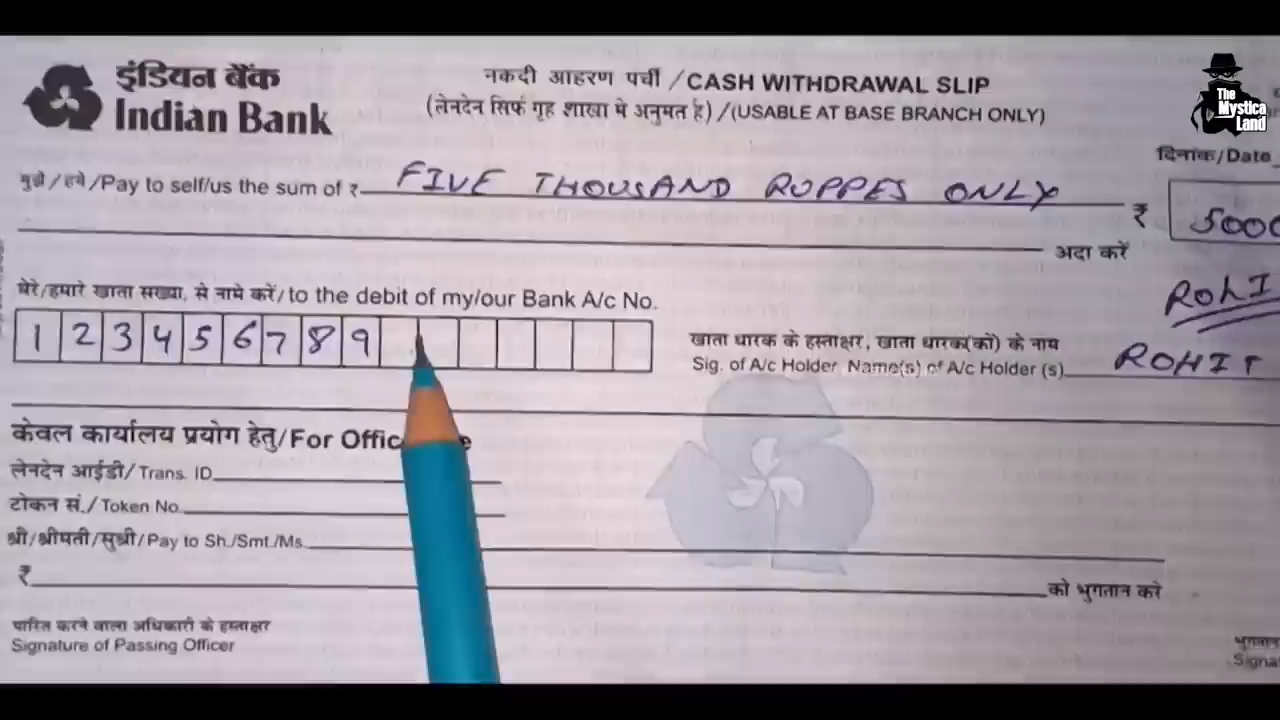 इंडियन बैंक
Indian Bank
नकदी आहरण पर्ची /CASH WITHDRAWAL SLIP
(लेनदेन सिर्फ गृह शाखा मे अनुमत है) /(USABLE AT BASE BRANCH ONLY)
The
Mystica
Land
दिनांक/Date
मुझे/हमे/Pay to self/us the sum of ₹ FIVE THOUSAND RUPPES ONLY ₹ 5000
अदा करें
मेरे/हमारे खाता सख्या, से नामे करें/ to the debit of my/our Bank A/c No.
ROHI
1 2 3 4 5 6 7 8 9
खाता धारक के हस्ताक्षर, खाता धारक(कों) के नाम
Sig. of A/c Holder Name(s) of A/c Holder (s) ROHIT
केवल कार्यालय प्रयोग हेतु/For Offic e
लेनदेन आईडी/ Trans. ID
टोकन सं./ Token No.
श्री/श्रीमती/सुश्री/Pay to Sh./Smt./Ms.
₹ को भुगतान करे
पारित करने वाला अधिकारी के हस्ताक्षर
Signature of Passing Officer
भुगतान
Signa